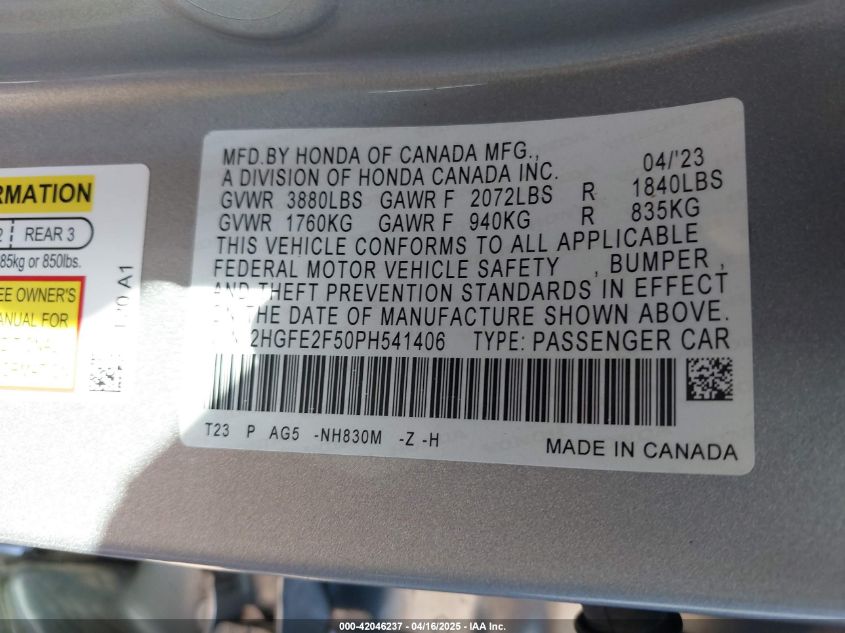 RMATION
2 REAR 3
85kg or 850lbs.
EE OWNER'S
ANUAL FOR
MFD.BY HONDA OF CANADA MFG., 04/'23
A DIVISION OF HONDA CANADA INC.
GVWR 3880LBS GAWR F 2072LBS R 1840LBS
GVWR 1760KG GAWR F 940KG R 835KG
THIS VEHICLE CONFORMS TO ALL APPLICABLE
FEDERAL MOTOR VEHICLE SAFETY , BUMPER ,
AND THEFT PREVENTION STANDARDS IN EFFECT
ON THE DATE OF MANUFACTURE SHOWN ABOVE.
2HGFE2F50PH541406 TYPE: PASSENGER CAR
T23 P AG5 -NH830M -Z -H
MADE IN CANADA
000-42046237 - 04/16/2025 - IAA Inc.